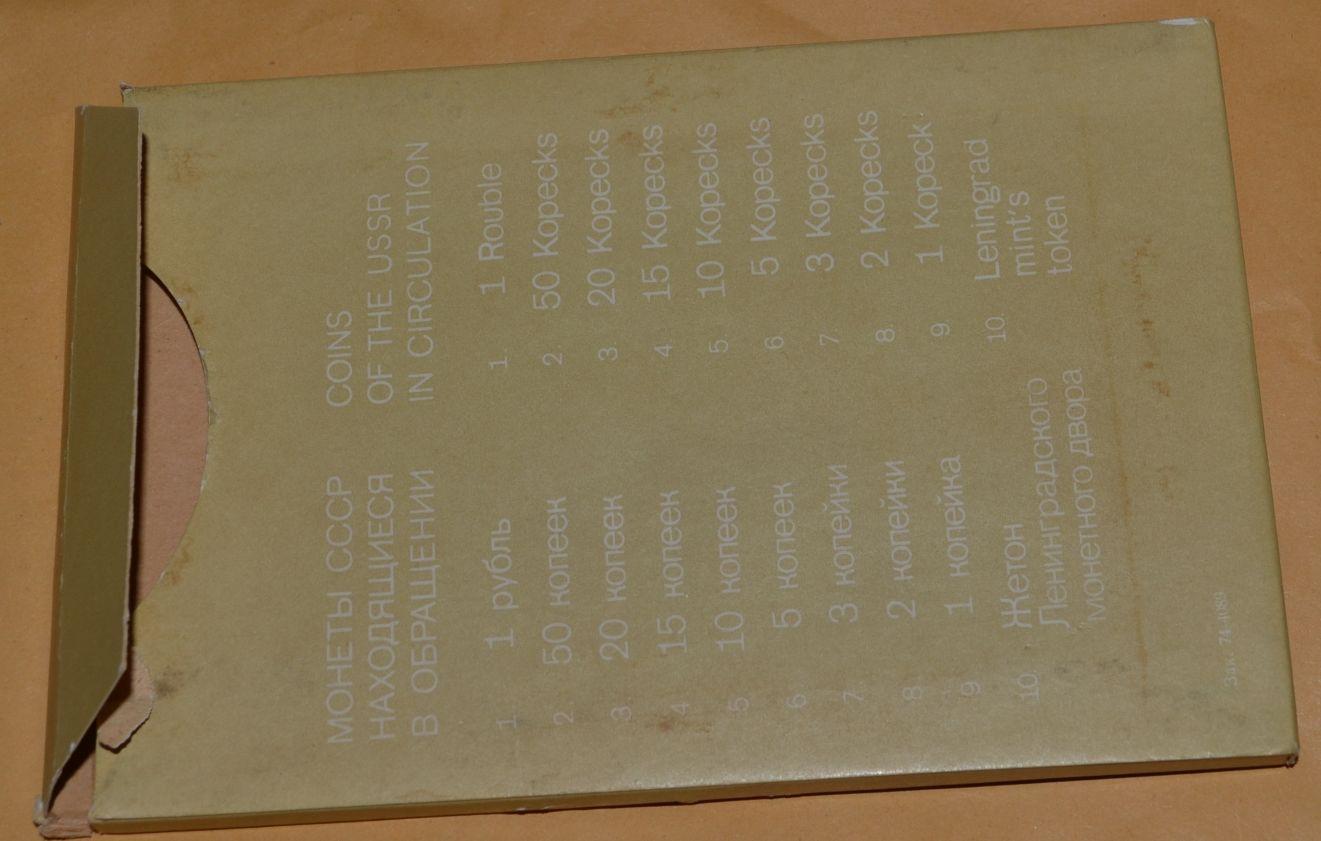 МОНЕТЫ СССР
НАХОДЯЩИЕСЯ
В ОБРАЩЕНИИ
1. 1 рубль
2. 50 копеек
3. 20 копеек
4. 15 копеек
5. 10 копеек
6. 5 копеек
7. 3 копейки
8. 2 копейки
9. 1 копейка
10. Жетон
Ленинградского
монетного двора
COINS
OF THE USSR
IN CIRCULATION
1. 1 Rouble
2. 50 Kopecks
3. 20 Kopecks
4. 15 Kopecks
5. 10 Kopecks
6. 5 Kopecks
7. 3 Kopecks
8. 2 Kopecks
9. 1 Kopeck
10. Leningrad
mint's
token
Зак. 74-4089